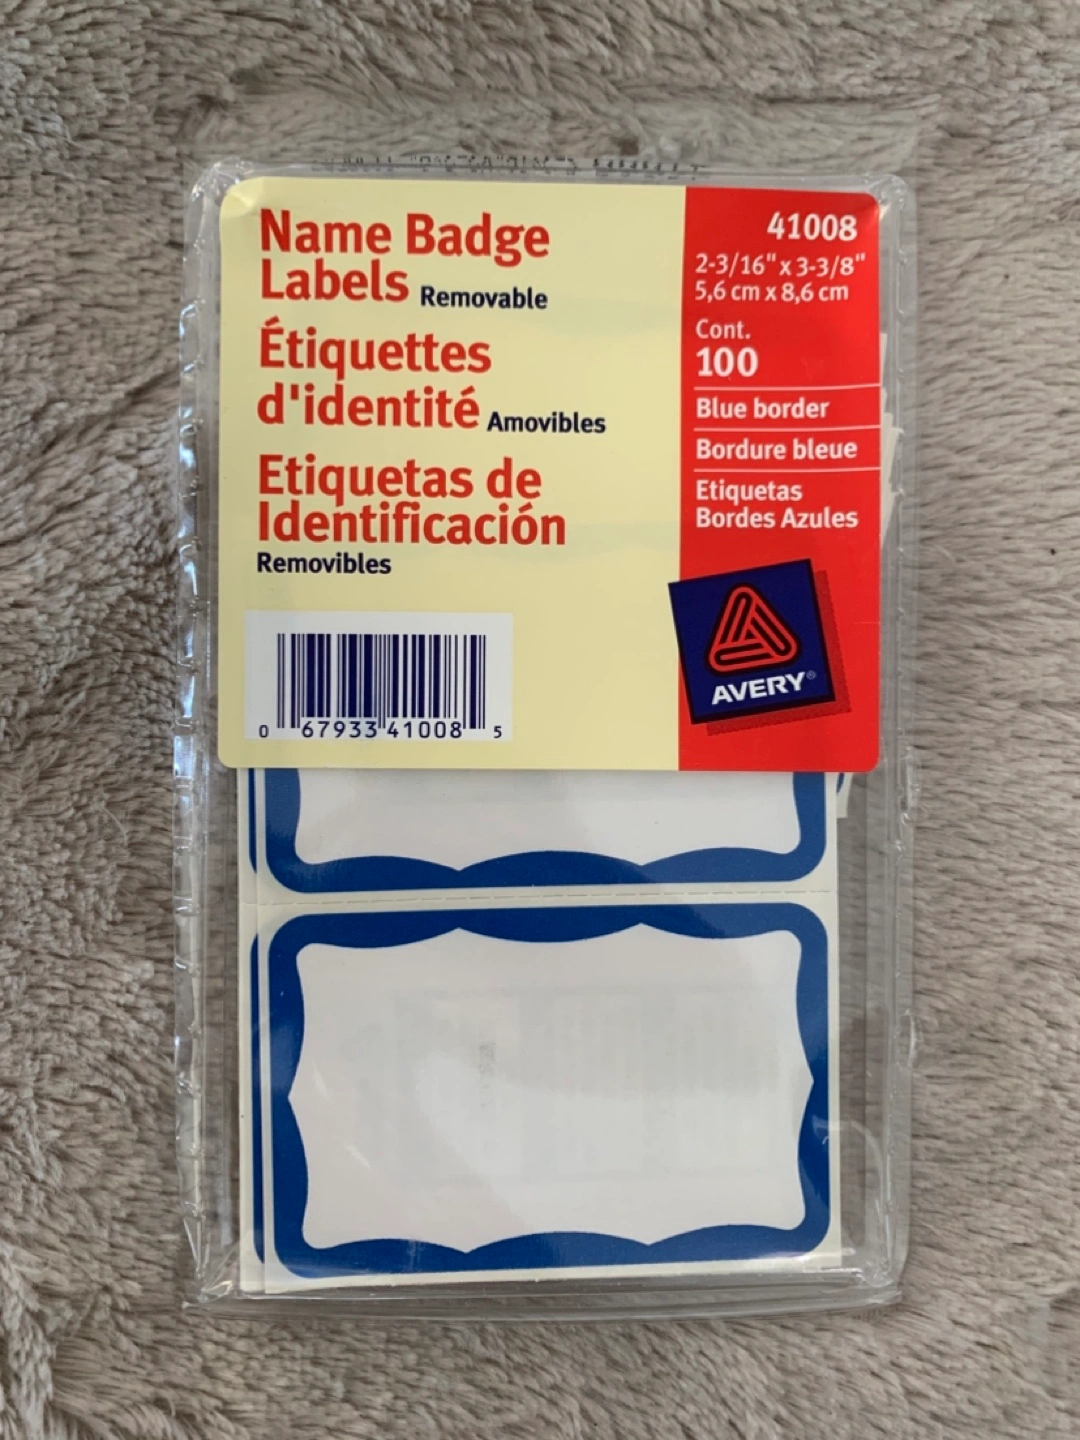 Name Badge
Labels Removable
Étiquettes
d'identité Amovibles
Etiquetas de
Identificación
Removibles
0 67933 41008 5
41008
2-3/16" x 3-3/8"
5,6 cm x 8,6 cm
Cont.
100
Blue border
Bordure bleue
Etiquetas
Bordes Azules
AVERY®